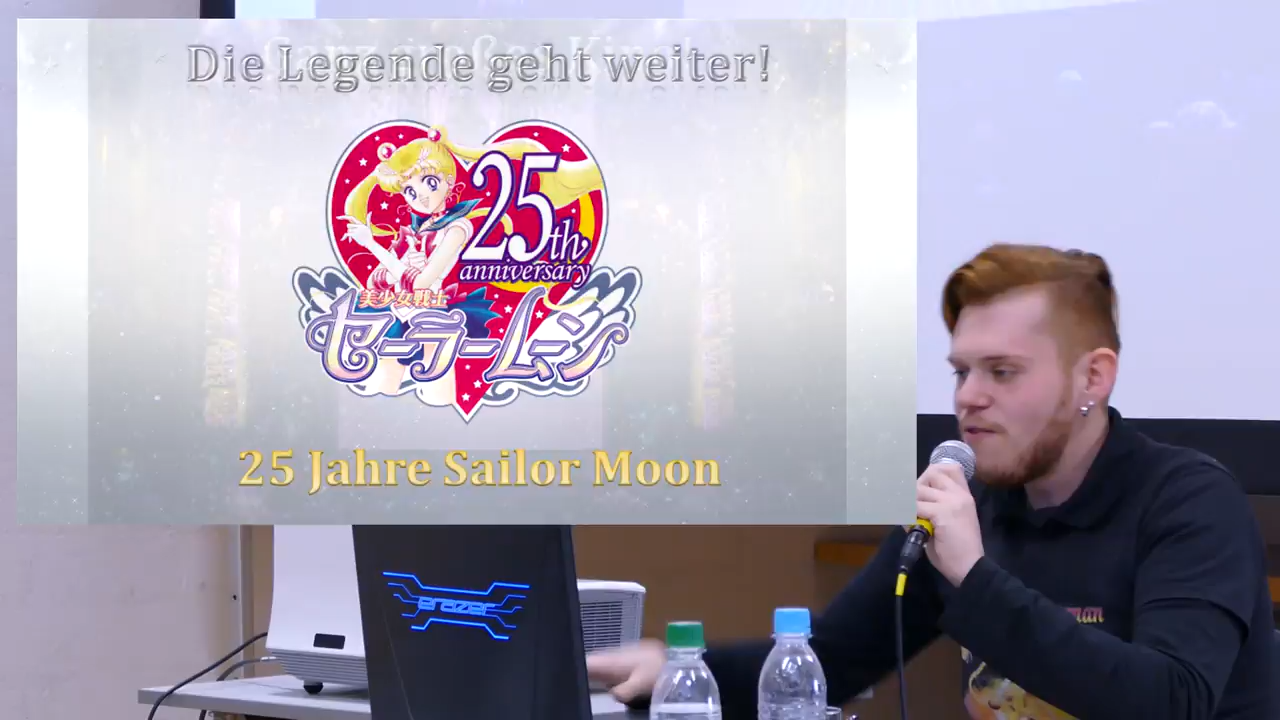 Die Legende geht weiter!
25th
anniversary
美少女戦士
セーラームーン
25 Jahre Sailor Moon
erazer
man